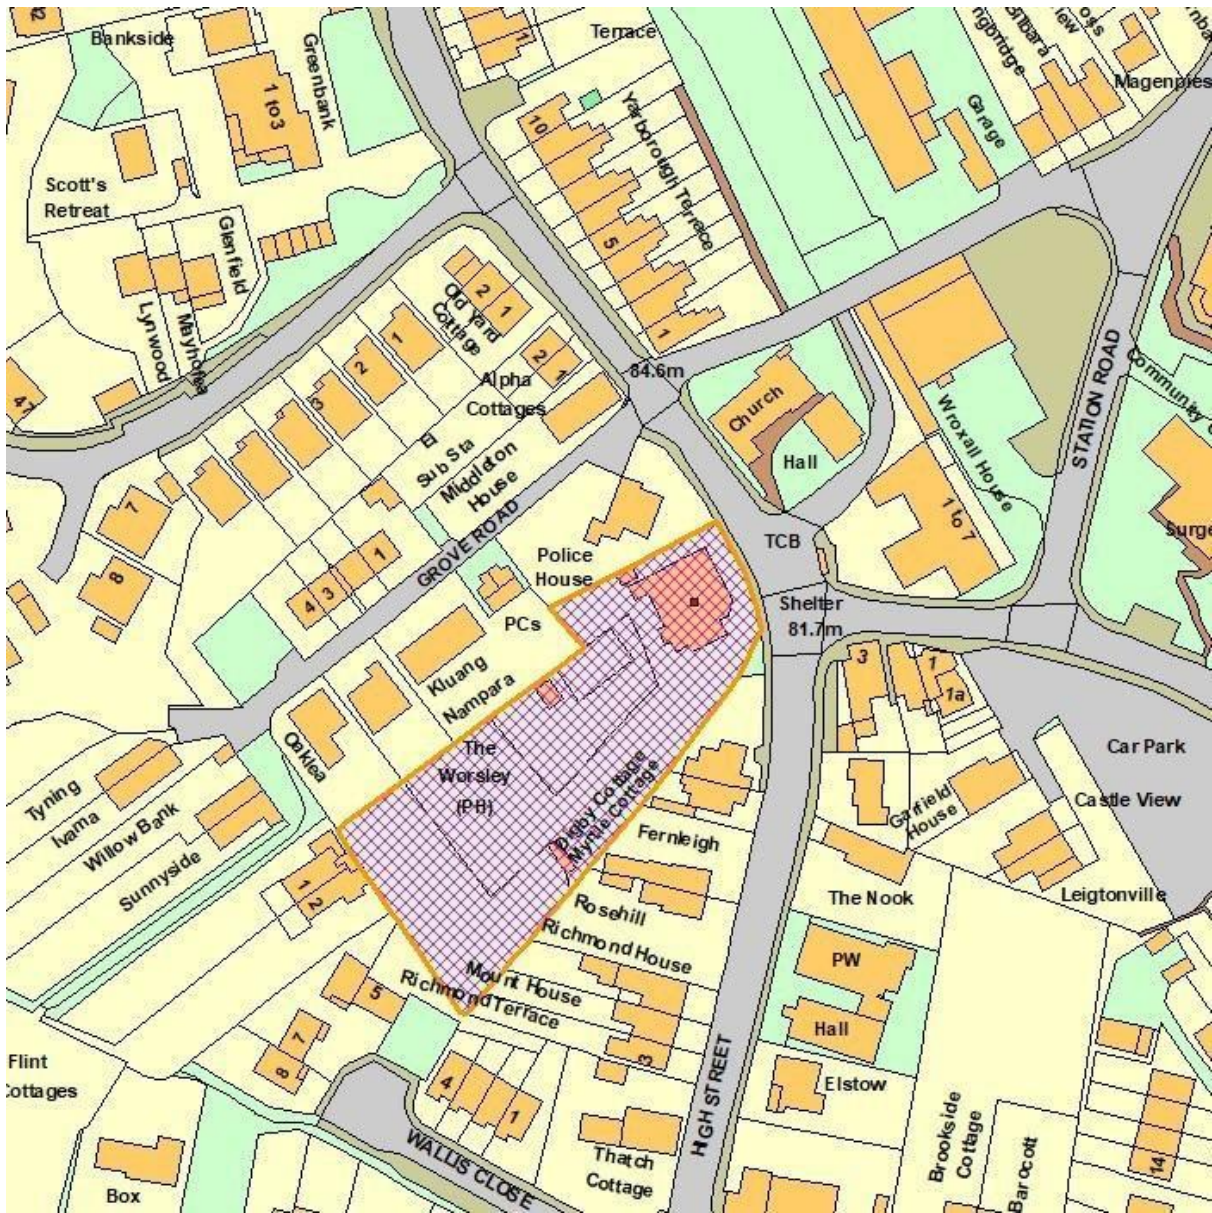 42
Bankside
Greenbank
1 to 3
1
Terrace
Yarborough Terrace
10
5
1
Garage
Magenpies
Scott's
Retreat
Glenfield
Lynwood
47
2
1
Old Yard
Cottage
1
2
3
2
1
Alpha
Cottages
84.6m
Church
Hall
El
Sub Sta
Middleton
House
Wroxall House
1 to 7
STATION ROAD
GROVE ROAD
7
8
4
3
1
Police
House
PCs
TCB
Shelter
81.7m
3
1
1a
Kluang
Nampara
Oaklea
The
Worsley
(PH)
Digby Cottage
Myrtle Cottage
Fernleigh
Car Park
Castle View
Garfield
House
Leigtonville
The Nook
Tyning
Ivama
Willow Bank
Sunnyside
1
2
Rosehill
Richmond House
Mount House
Richmond Terrace
5
7
8
3
PW
Hall
Elstow
HIGH STREET
Flint
4
1
WALLIS CLOSE
Thatch
Cottage
Box
Brookside
Cottage
Barocott
14